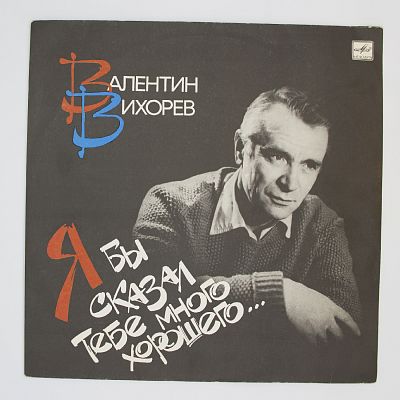 ВАЛЕНТИН
ВИХОРЕВ
Я БЫ
СКАЗАЛ
ТЕБЕ МНОГО
ХОРОШЕГО...